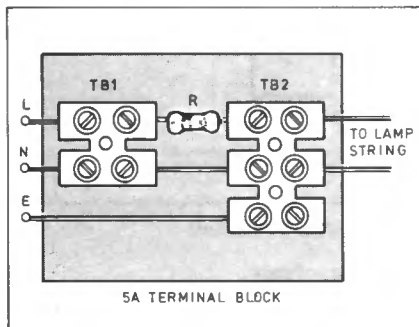 TB1
R
TB2
L
TO LAMP
STRING
N
E
5A TERMINAL BLOCK